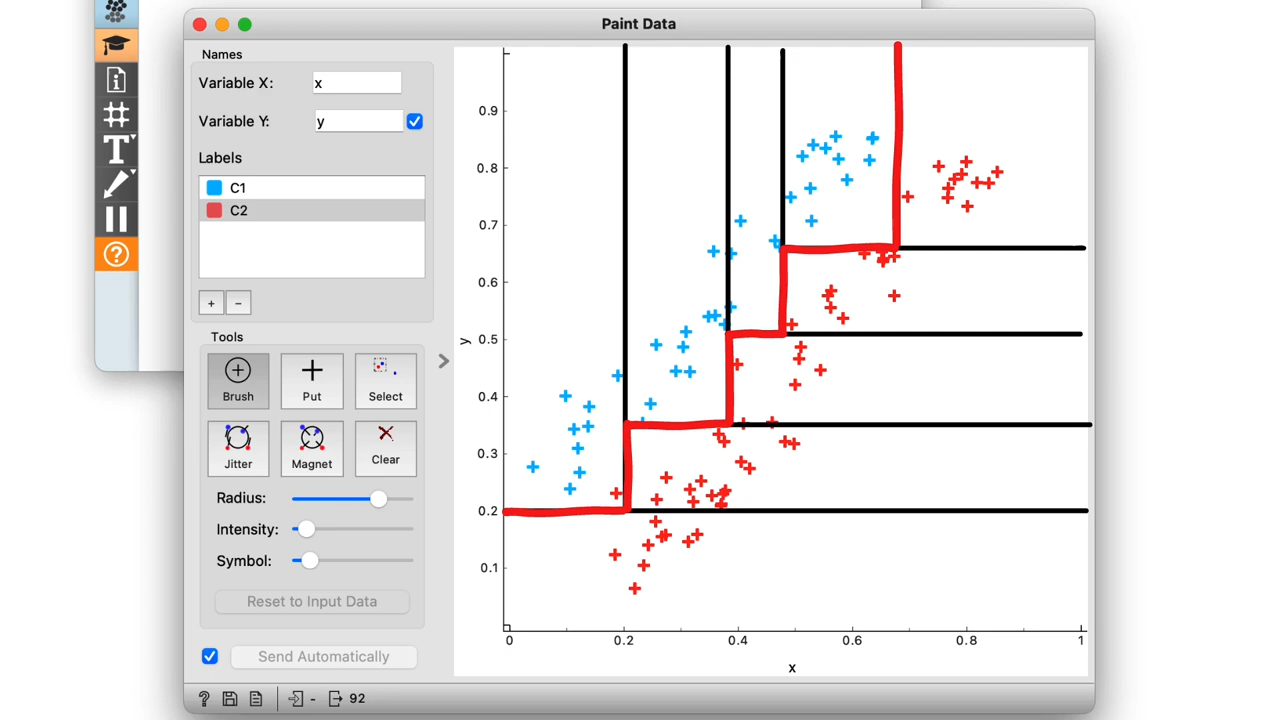 Paint Data
Names
Variable X: x
Variable Y: y
Labels
C1
C2
+ −
Tools
Brush Put Select
Jitter Magnet Clear
Radius:
Intensity:
Symbol:
Reset to Input Data
Send Automatically
? - 92
0.9
0.8
0.7
0.6
0.5
0.4
0.3
0.2
0.1
y
0 0.2 0.4 0.6 0.8 1
x
i
T
?